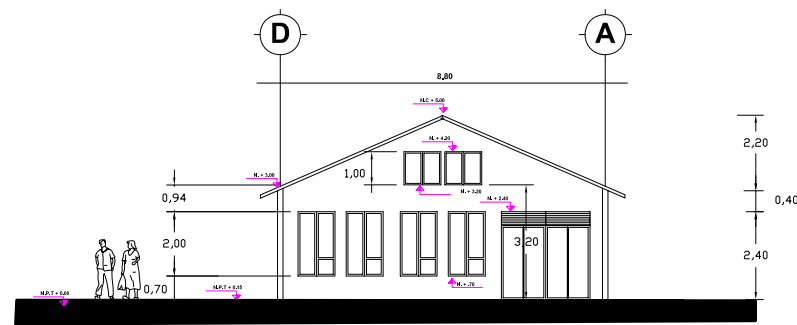 D
A
8,80
N.C + 5.00
2,20
N. + 4.20
1,00
N. + 3.00
N. + 3.20
0,94
N. + 2.40
0,40
2,00
3,20
2,40
N. + .70
0,70
N.P.T + 0.00
N.P.T + 0.15